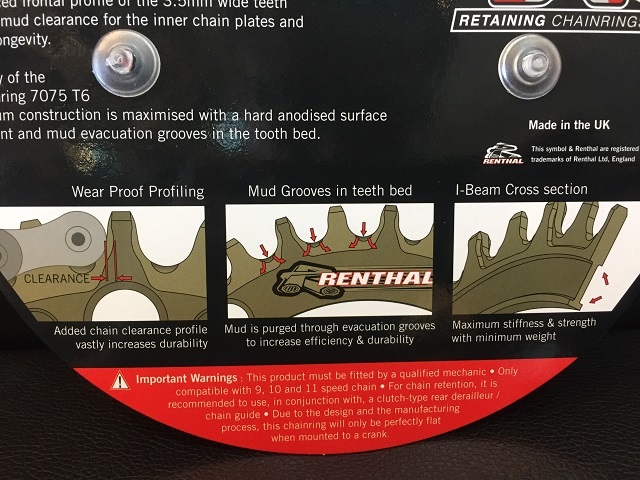 frontal profile of the 3.5mm wide teeth
mud clearance for the inner chain plates and
RETAINING CHAINRINGS
of the
7075 T6
construction is maximised with a hard anodised surface
and mud evacuation grooves in the tooth bed.
Made in the UK
RENTHAL
This symbol & Renthal are registered
trademarks of Renthal Ltd, England
Wear Proof Profiling
Mud Grooves in teeth bed
I-Beam Cross section
CLEARANCE
RENTHAL
Added chain clearance profile
vastly increases durability
Mud is purged through evacuation grooves
to increase efficiency & durability
Maximum stiffness & strength
with minimum weight
Important Warnings : This product must be fitted by a qualified mechanic • Only
compatible with 9, 10 and 11 speed chain • For chain retention, it is
recommended to use, in conjunction with, a clutch-type rear derailleur /
chain guide • Due to the design and the manufacturing
process, this chainring will only be perfectly flat
when mounted to a crank.